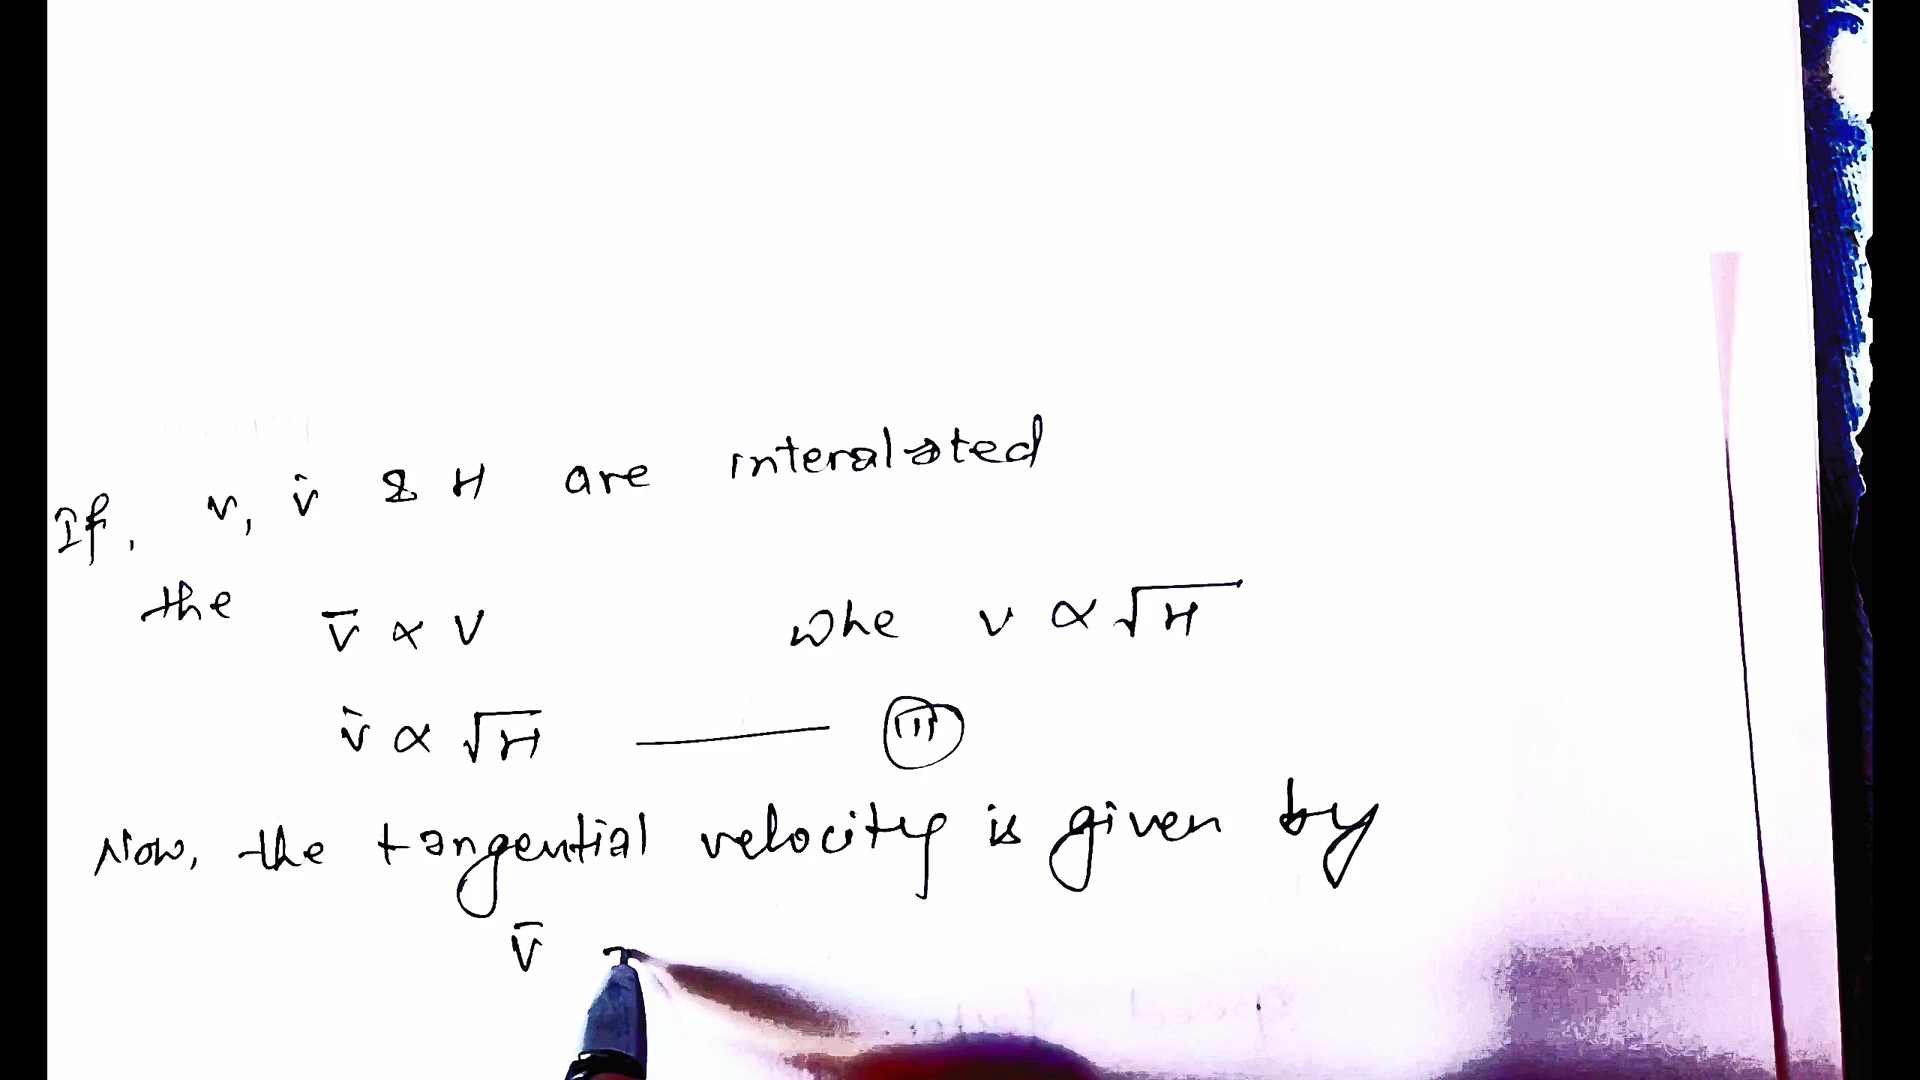 If, v, v̄ & H are interalated
the v̄ ∝ V whe v ∝ √H
v̄ ∝ √H ——— (III)
Now, the tangential velocity is given by
v̄